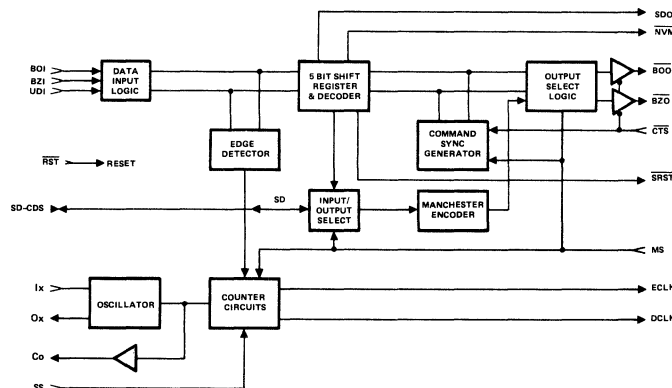 SDO
NVM
BOI
BZI
UDI
DATA
INPUT
LOGIC
5 BIT SHIFT
REGISTER
& DECODER
OUTPUT
SELECT
LOGIC
BOO
BZO
EDGE
DETECTOR
COMMAND
SYNC
GENERATOR
CTS
RST
RESET
SRST
SD-CDS
SD
INPUT/
OUTPUT
SELECT
MANCHESTER
ENCODER
MS
Ix
Ox
OSCILLATOR
COUNTER
CIRCUITS
ECLK
DCLK
Co
SS